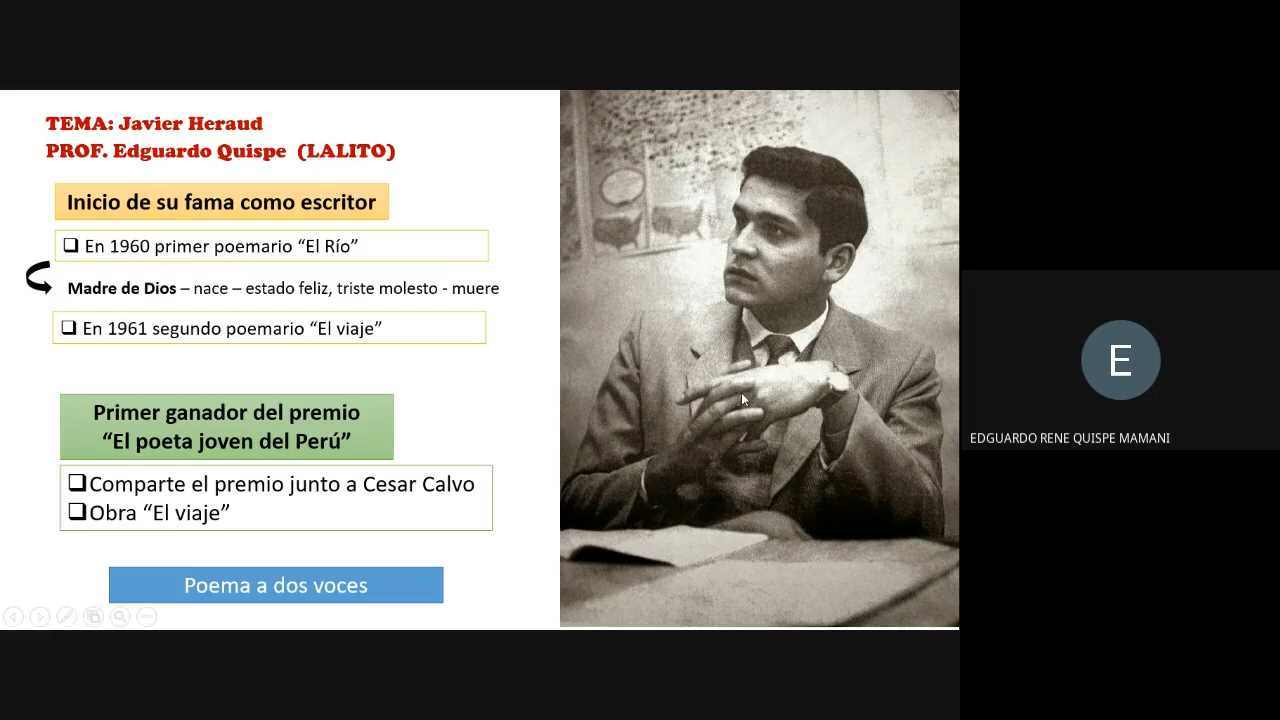 TEMA: Javier Heraud
PROF. Edguardo Quispe (LALITO)
Inicio de su fama como escritor
❑ En 1960 primer poemario “El Río”
Madre de Dios – nace – estado feliz, triste molesto - muere
❑ En 1961 segundo poemario “El viaje”
Primer ganador del premio
“El poeta joven del Perú”
❑Comparte el premio junto a Cesar Calvo
❑Obra “El viaje”
Poema a dos voces
E
EDGUARDO RENE QUISPE MAMANI